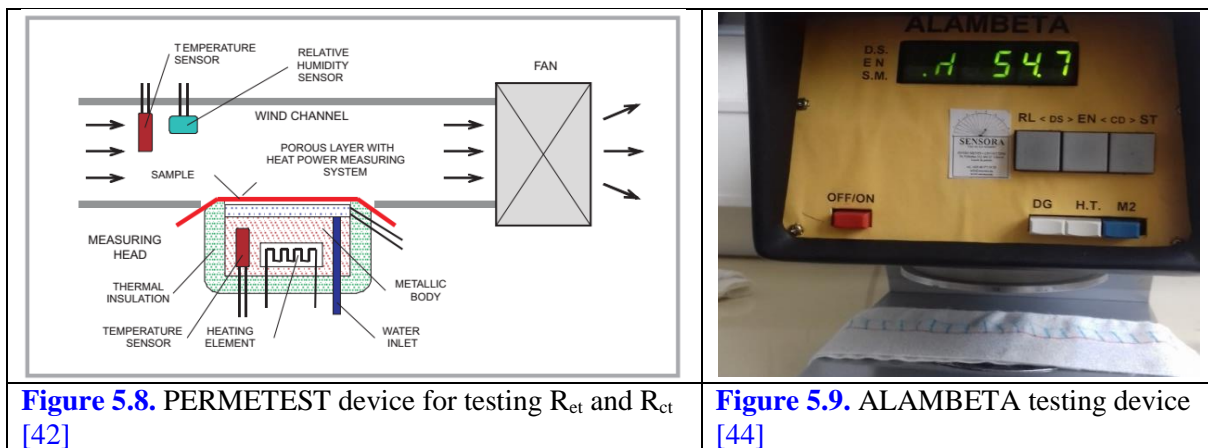 TEMPERATURE
SENSOR
RELATIVE
HUMIDITY
SENSOR
FAN
WIND CHANNEL
POROUS LAYER WITH
HEAT POWER MEASURING
SYSTEM
SAMPLE
MEASURING
HEAD
THERMAL
INSULATION
METALLIC
BODY
TEMPERATURE
SENSOR
HEATING
ELEMENT
WATER
INLET
Figure 5.8. PERMETEST device for testing Ret and Rct
[42]
ALAMBETA
D.S.
E N
S.M.
54.7
RL < DS > EN < CD > ST
SENSORA
OFF/ON
DG H.T. M2
Figure 5.9. ALAMBETA testing device
[44]